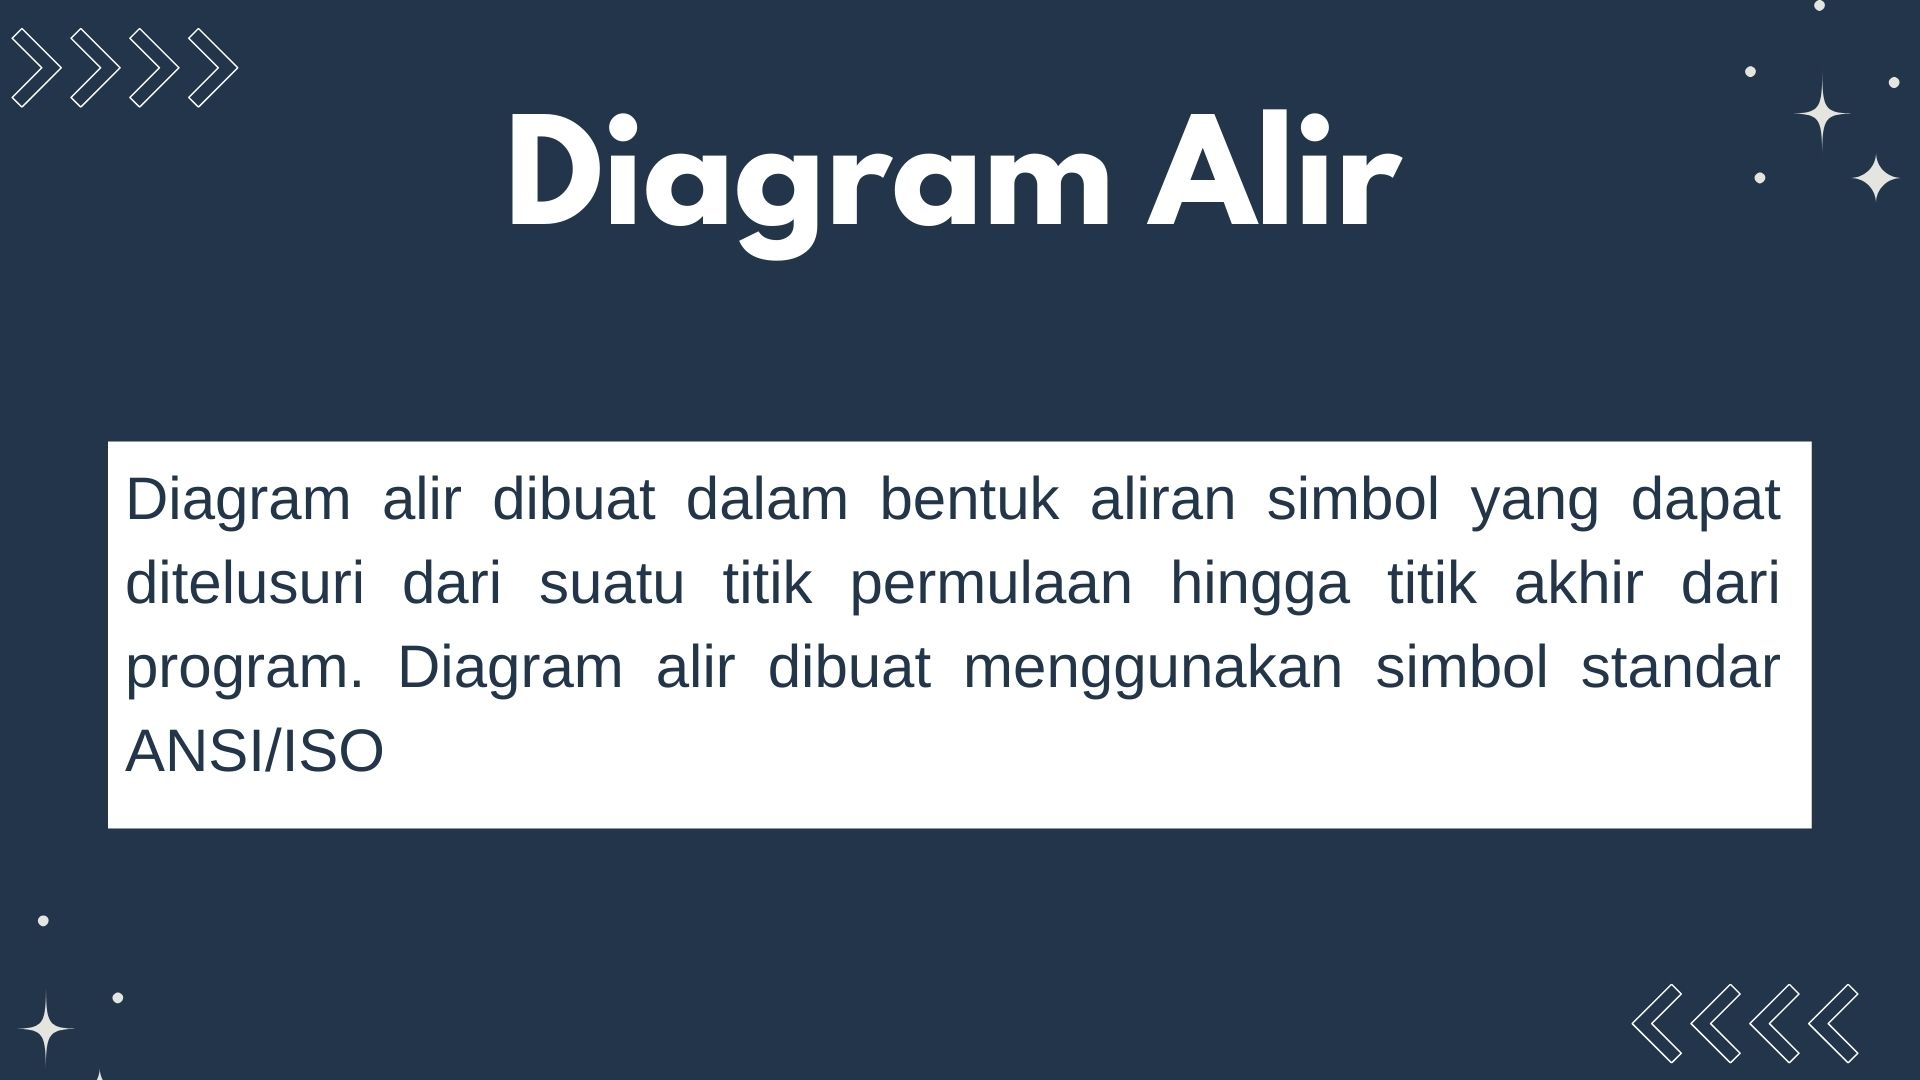 Diagram Alir
Diagram alir dibuat dalam bentuk aliran simbol yang dapat
ditelusuri dari suatu titik permulaan hingga titik akhir dari
program. Diagram alir dibuat menggunakan simbol standar
ANSI/ISO